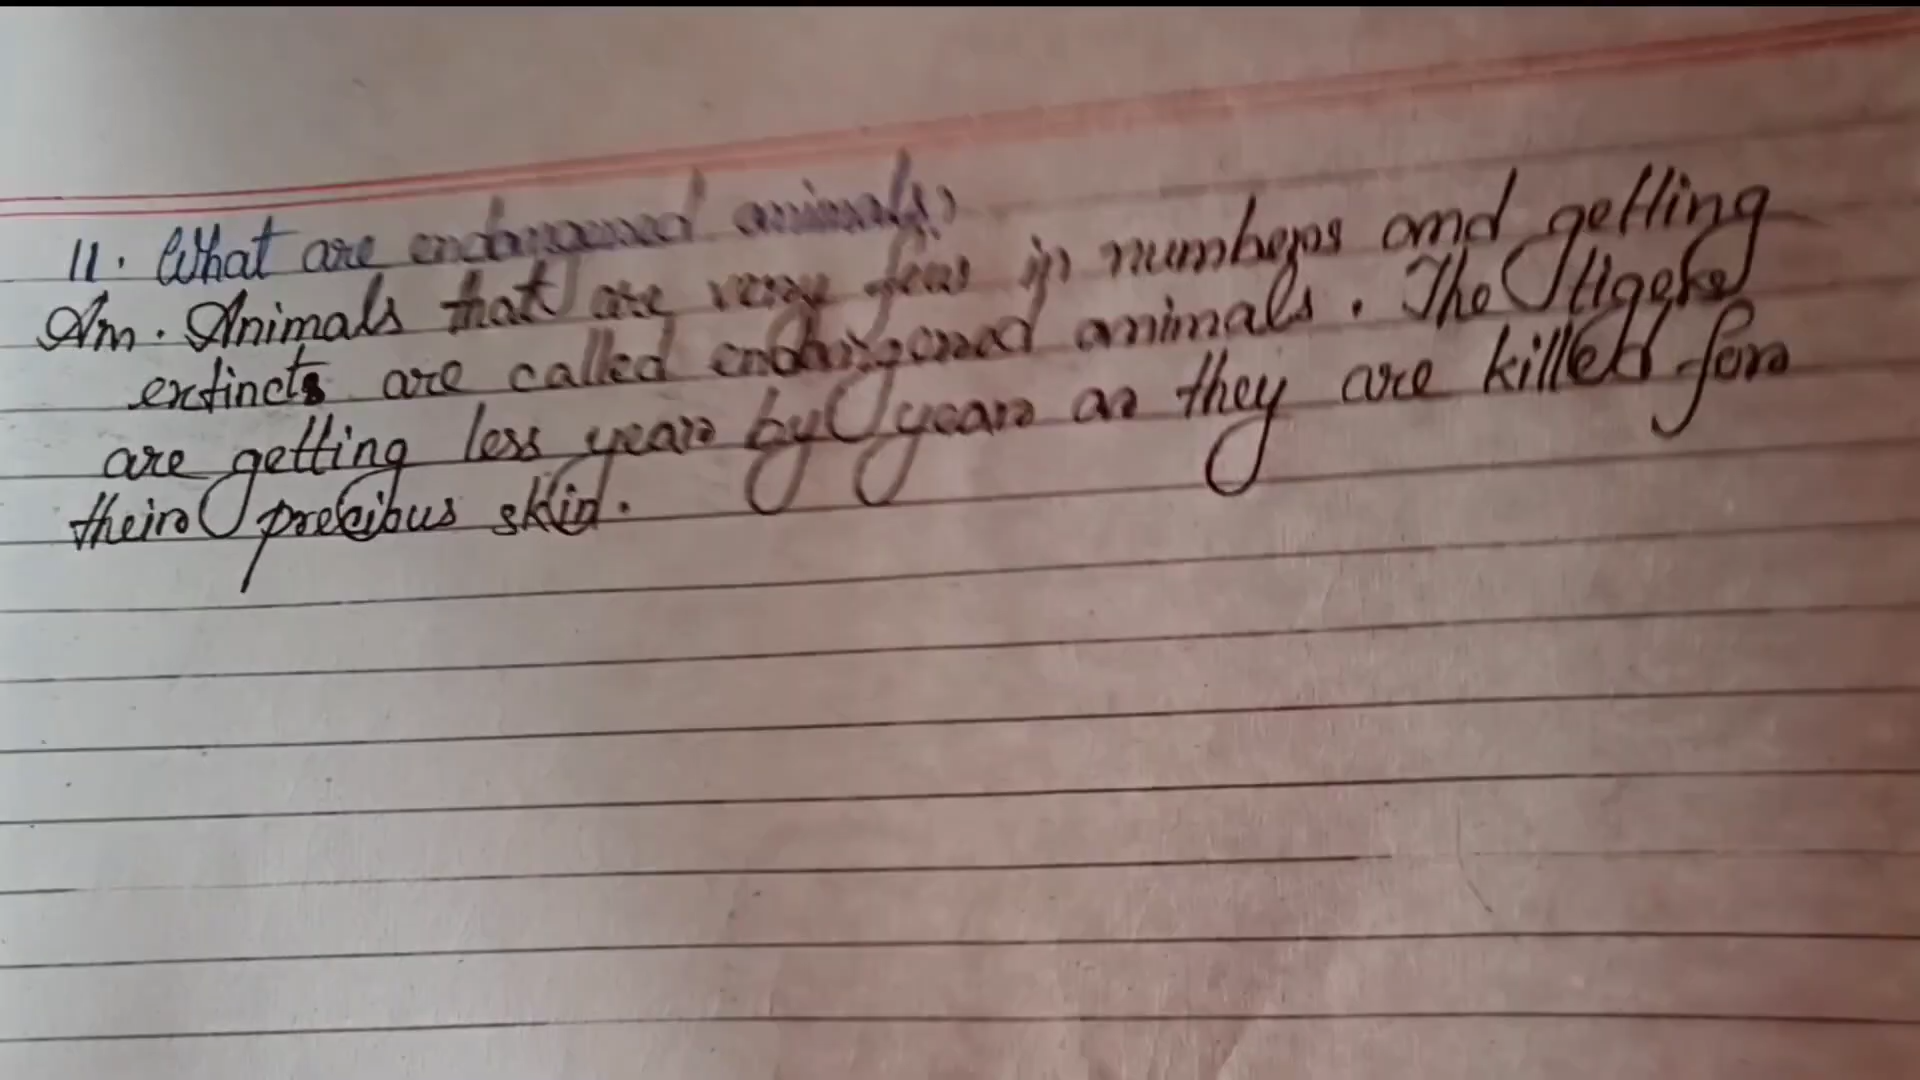 11. What are endangered animals?
Ans. Animals that are very few in numbers and getting
extincts are called endangered animals. The tigers
are getting less year by year as they are killed for
their precious skin.